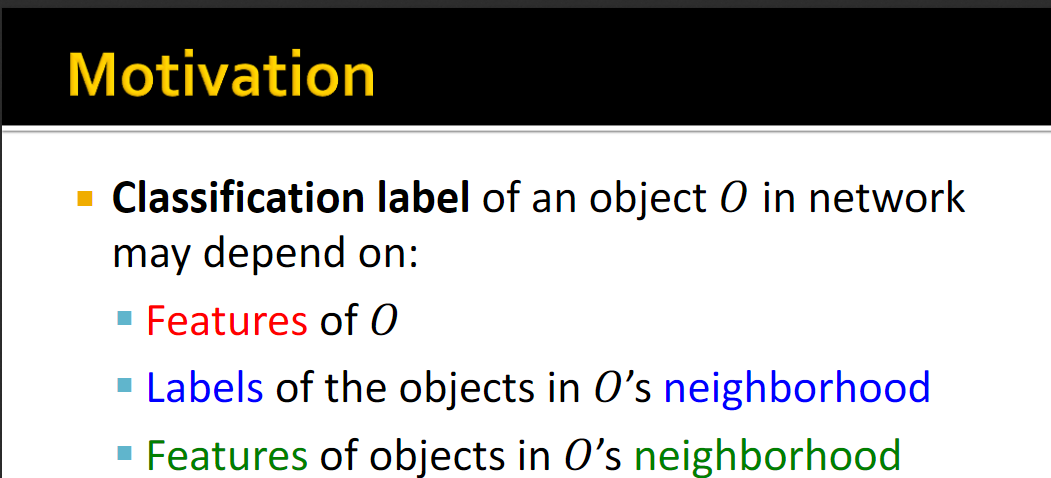 Motivation
Classification label of an object O in network
may depend on:
Features of O
Labels of the objects in O’s neighborhood
Features of objects in O’s neighborhood